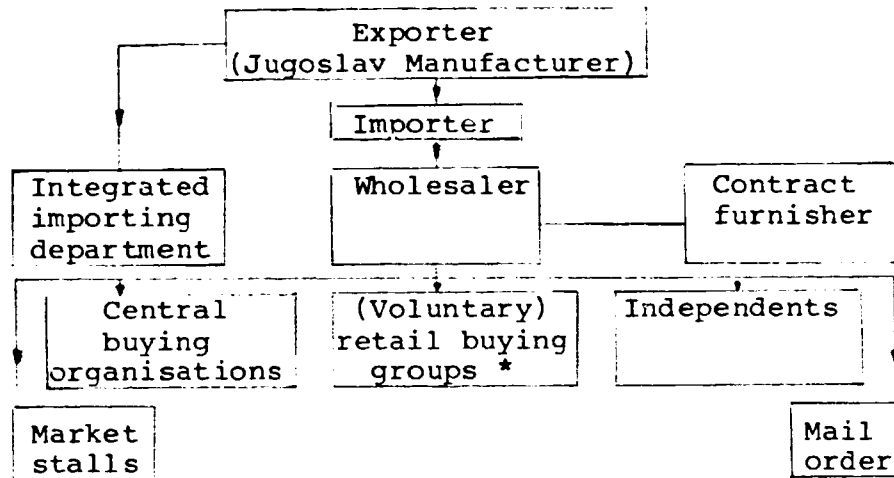 Exporter
(Jugoslav Manufacturer)
Importer
Integrated
importing
department
Wholesaler
Contract
furnisher
Central
buying
organisations
(Voluntary)
retail buying
groups *
Independents
Market
stalls
Mail
order